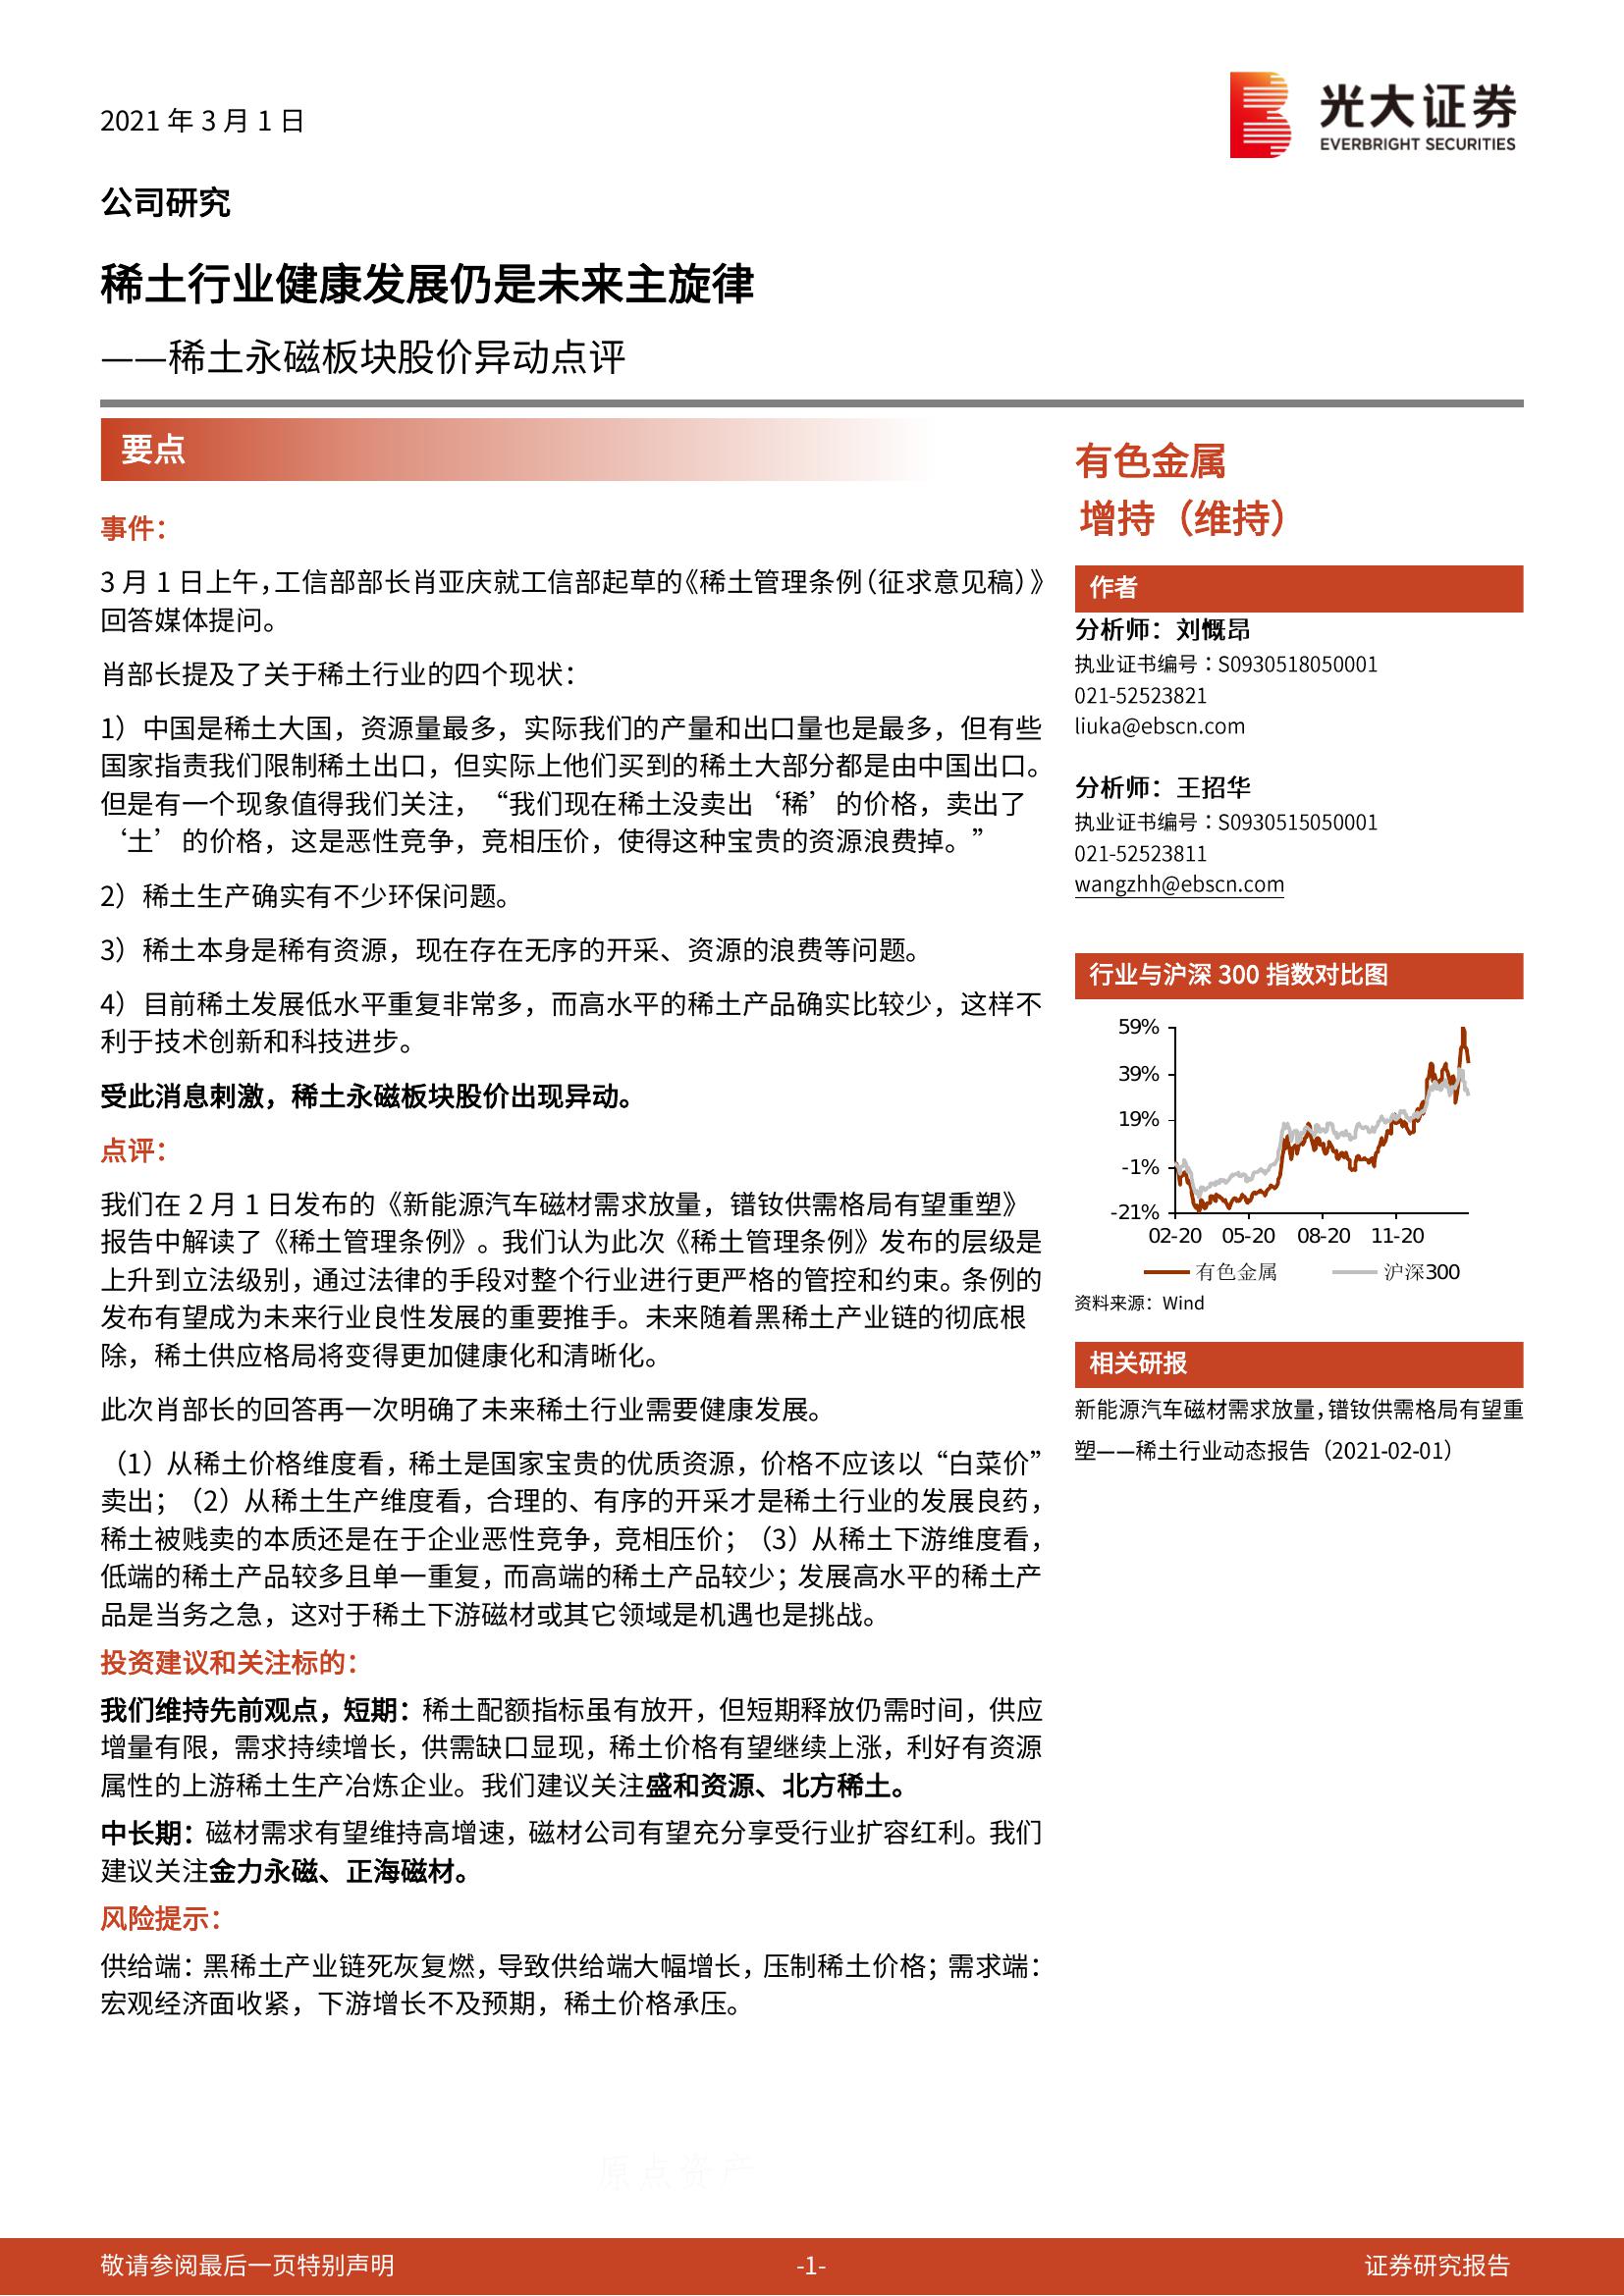 2021 年 3 月 1 日
光大证券
EVERBRIGHT SECURITIES
公司研究
稀土行业健康发展仍是未来主旋律
——稀土永磁板块股价异动点评
要点
事件：
3 月 1 日上午，工信部部长肖亚庆就工信部起草的《稀土管理条例（征求意见稿）》
回答媒体提问。
肖部长提及了关于稀土行业的四个现状：
1）中国是稀土大国，资源量最多，实际我们的产量和出口量也是最多，但有些
国家指责我们限制稀土出口，但实际上他们买到的稀土大部分都是由中国出口。
但是有一个现象值得我们关注，“我们现在稀土没卖出‘稀’的价格，卖出了
‘土’的价格，这是恶性竞争，竞相压价，使得这种宝贵的资源浪费掉。”
2）稀土生产确实有不少环保问题。
3）稀土本身是稀有资源，现在存在无序的开采、资源的浪费等问题。
4）目前稀土发展低水平重复非常多，而高水平的稀土产品确实比较少，这样不
利于技术创新和科技进步。
受此消息刺激，稀土永磁板块股价出现异动。
点评：
我们在 2 月 1 日发布的《新能源汽车磁材需求放量，镨钕供需格局有望重塑》
报告中解读了《稀土管理条例》。我们认为此次《稀土管理条例》发布的层级是
上升到立法级别，通过法律的手段对整个行业进行更严格的管控和约束。条例的
发布有望成为未来行业良性发展的重要推手。未来随着黑稀土产业链的彻底根
除，稀土供应格局将变得更加健康化和清晰化。
此次肖部长的回答再一次明确了未来稀土行业需要健康发展。
（1）从稀土价格维度看，稀土是国家宝贵的优质资源，价格不应该以“白菜价”
卖出；（2）从稀土生产维度看，合理的、有序的开采才是稀土行业的发展良药，
稀土被贱卖的本质还是在于企业恶性竞争，竞相压价；（3）从稀土下游维度看，
低端的稀土产品较多且单一重复，而高端的稀土产品较少；发展高水平的稀土产
品是当务之急，这对于稀土下游磁材或其它领域是机遇也是挑战。
投资建议和关注标的：
我们维持先前观点，短期：稀土配额指标虽有放开，但短期释放仍需时间，供应
增量有限，需求持续增长，供需缺口显现，稀土价格有望继续上涨，利好有资源
属性的上游稀土生产冶炼企业。我们建议关注盛和资源、北方稀土。
中长期：磁材需求有望维持高增速，磁材公司有望充分享受行业扩容红利。我们
建议关注金力永磁、正海磁材。
风险提示：
供给端：黑稀土产业链死灰复燃，导致供给端大幅增长，压制稀土价格；需求端：
宏观经济面收紧，下游增长不及预期，稀土价格承压。
有色金属
增持（维持）
作者
分析师：刘慨昂
执业证书编号：S0930518050001
021-52523821
liuka@ebscn.com
分析师：王招华
执业证书编号：S0930515050001
021-52523811
wangzhh@ebscn.com
行业与沪深 300 指数对比图
59%
39%
19%
-1%
-21%
02-20 05-20 08-20 11-20
有色金属 沪深300
资料来源：Wind
相关研报
新能源汽车磁材需求放量，镨钕供需格局有望重
塑——稀土行业动态报告（2021-02-01）
原点资产
敬请参阅最后一页特别声明 -1- 证券研究报告